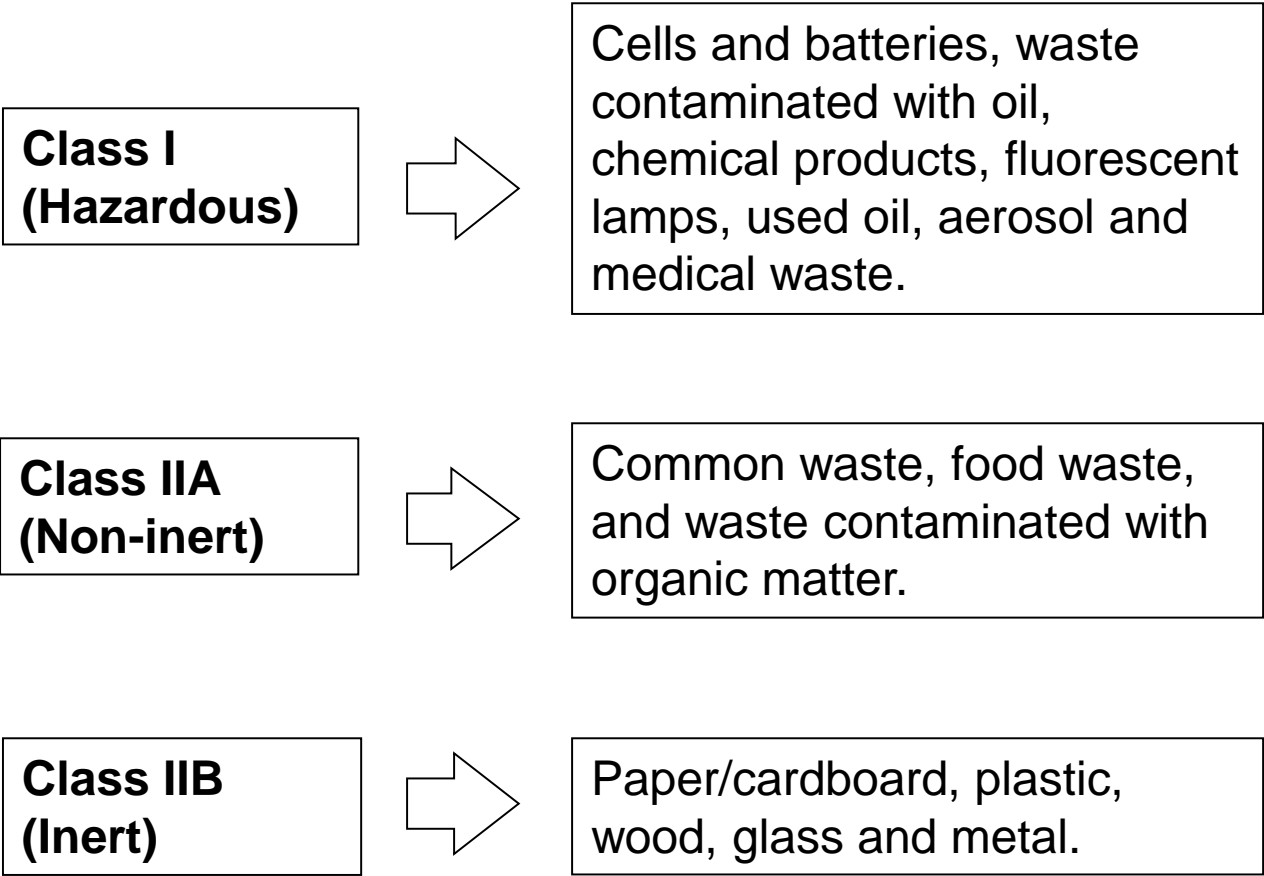 Class I
(Hazardous)
Cells and batteries, waste
contaminated with oil,
chemical products, fluorescent
lamps, used oil, aerosol and
medical waste.
Class IIA
(Non-inert)
Common waste, food waste,
and waste contaminated with
organic matter.
Class IIB
(Inert)
Paper/cardboard, plastic,
wood, glass and metal.